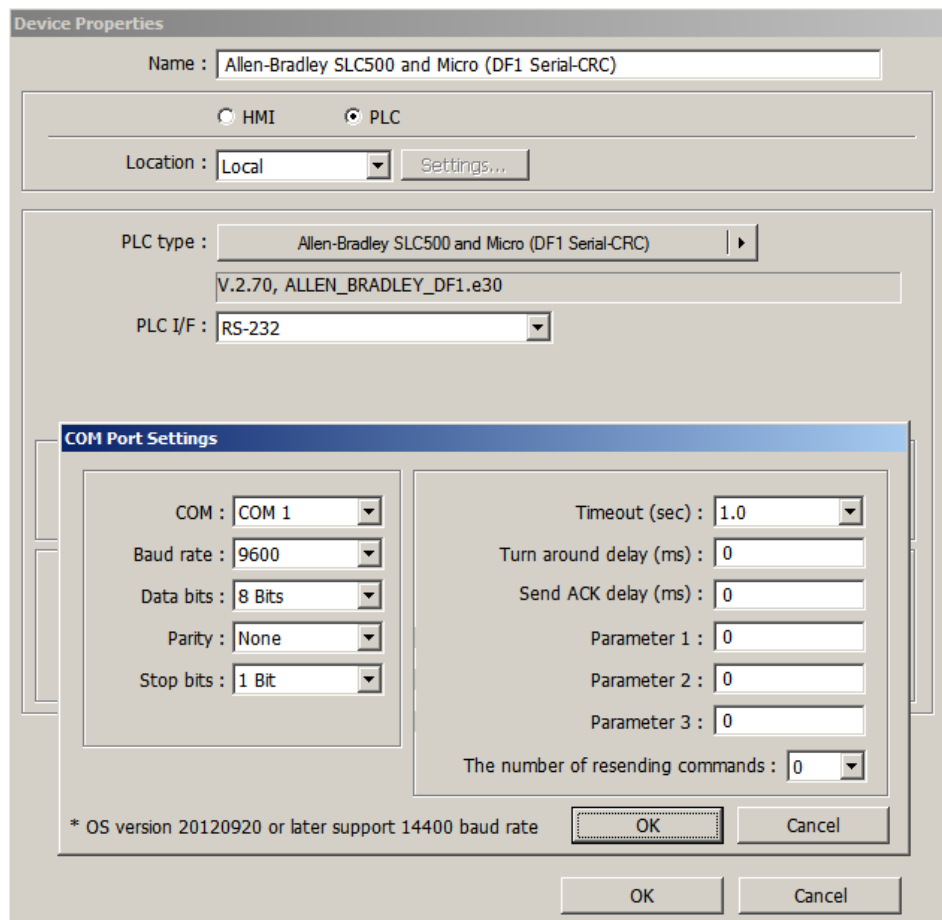 Device Properties
Name : Allen-Bradley SLC500 and Micro (DF1 Serial-CRC)
HMI PLC
Location : Local Settings...
PLC type : Allen-Bradley SLC500 and Micro (DF1 Serial-CRC)
V.2.70, ALLEN_BRADLEY_DF1.e30
PLC I/F : RS-232
COM Port Settings
COM : COM 1
Baud rate : 9600
Data bits : 8 Bits
Parity : None
Stop bits : 1 Bit
Timeout (sec) : 1.0
Turn around delay (ms) : 0
Send ACK delay (ms) : 0
Parameter 1 : 0
Parameter 2 : 0
Parameter 3 : 0
The number of resending commands : 0
* OS version 20120920 or later support 14400 baud rate
OK Cancel
OK Cancel